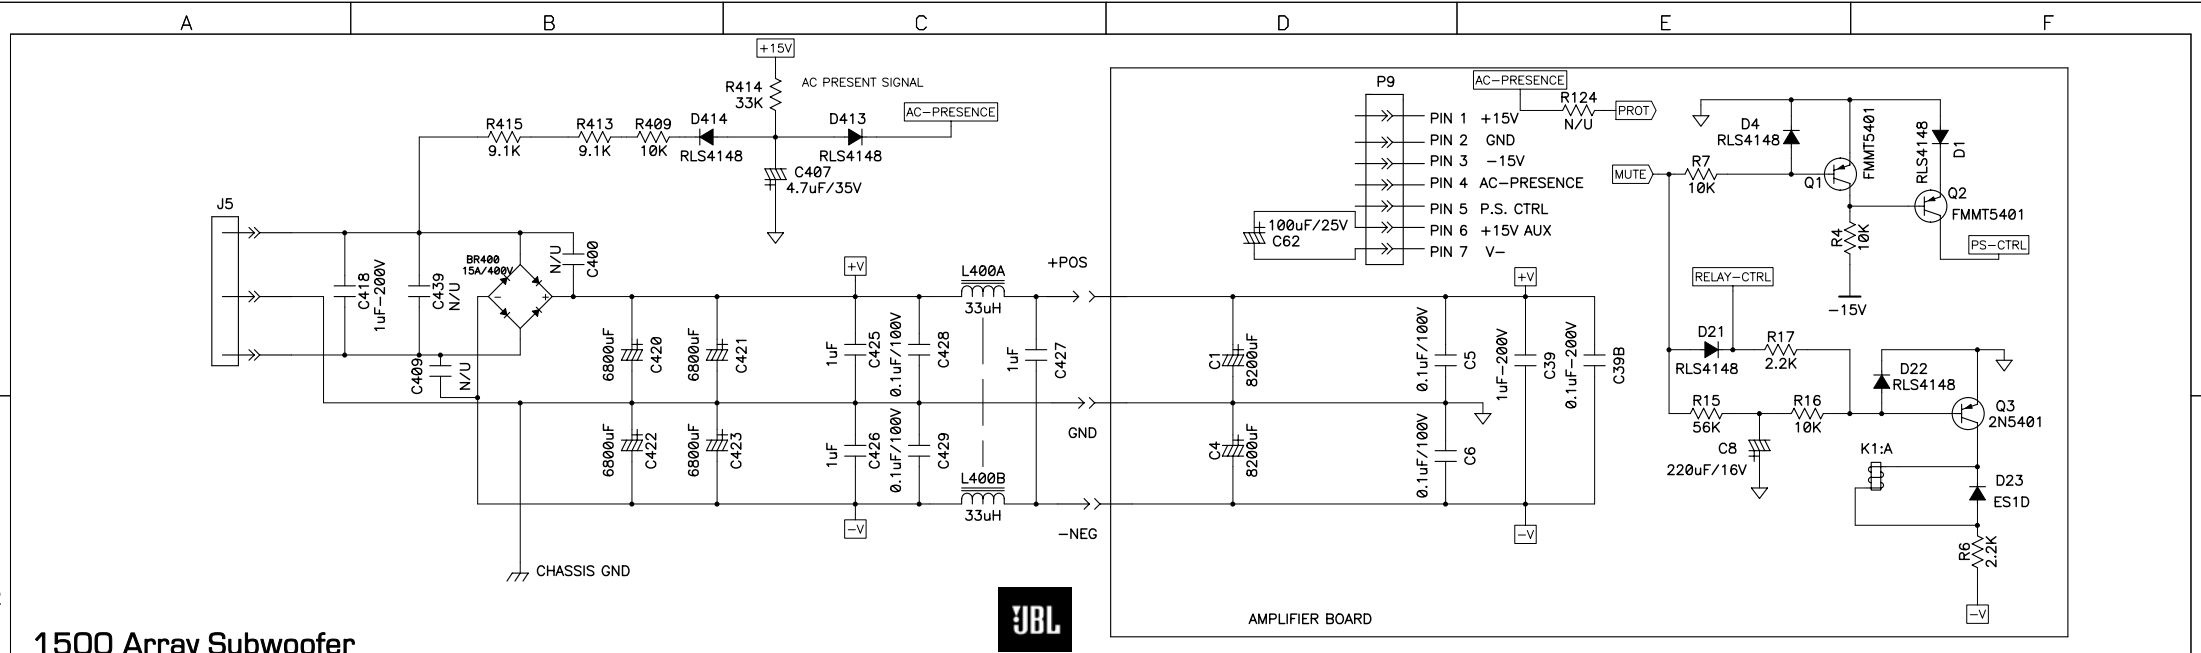 A B C D E F
+15V
R414
33K
AC PRESENT SIGNAL
AC-PRESENCE
R415
9.1K
R413
9.1K
R409
10K
D414
RLS4148
D413
RLS4148
C407
4.7uF/35V
J5
C418
1uF-200V
C439
N/U
BR400
15A/400V
-
+
N/U
C400
C409
N/U
6800uF
C420
6800uF
C421
6800uF
C422
6800uF
C423
+V
1uF
C425
0.1uF/100V
C428
1uF
C426
0.1uF/100V
C429
-V
L400A
33uH
1uF
C427
L400B
33uH
+POS
GND
-NEG
CHASSIS GND
P9
PIN 1 +15V
PIN 2 GND
PIN 3 -15V
PIN 4 AC-PRESENCE
PIN 5 P.S. CTRL
PIN 6 +15V AUX
PIN 7 V-
100uF/25V
C62
C1
8200uF
C4
8200uF
0.1uF/100V
C5
0.1uF/100V
C6
+V
1uF-200V
C39
0.1uF-200V
C39B
-V
AC-PRESENCE
R124
N/U
PROT
D4
RLS4148
MUTE
R7
10K
Q1
FMMT5401
RLS4148
D1
Q2
FMMT5401
R4
10K
PS-CTRL
-15V
RELAY-CTRL
D21
RLS4148
R17
2.2K
D22
RLS4148
R15
56K
R16
10K
Q3
2N5401
C8
220uF/16V
K1:A
D23
ES1D
R6
2.2K
-V
AMPLIFIER BOARD
JBL
1500 Array Subwoofer